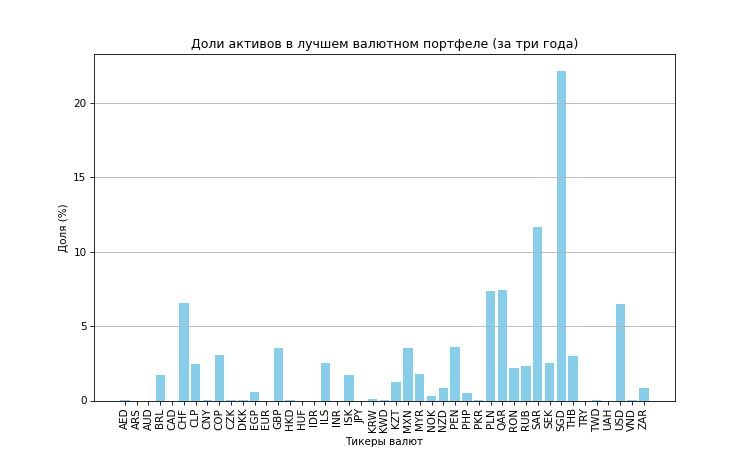 Доли активов в лучшем валютном портфеле (за три года)
Доля (%)
20
15
10
5
0
AED ARS AUD BRL CAD CHF CLP CNY COP CZK DKK EGP EUR GBP HKD HUF IDR ILS INR ISK JPY KRW KWD KZT MXN MYR NOK NZD PEN PHP PKR PLN QAR RON RUB SAR SEK SGD THB TRY TWD UAH USD VND ZAR
Тикеры валют